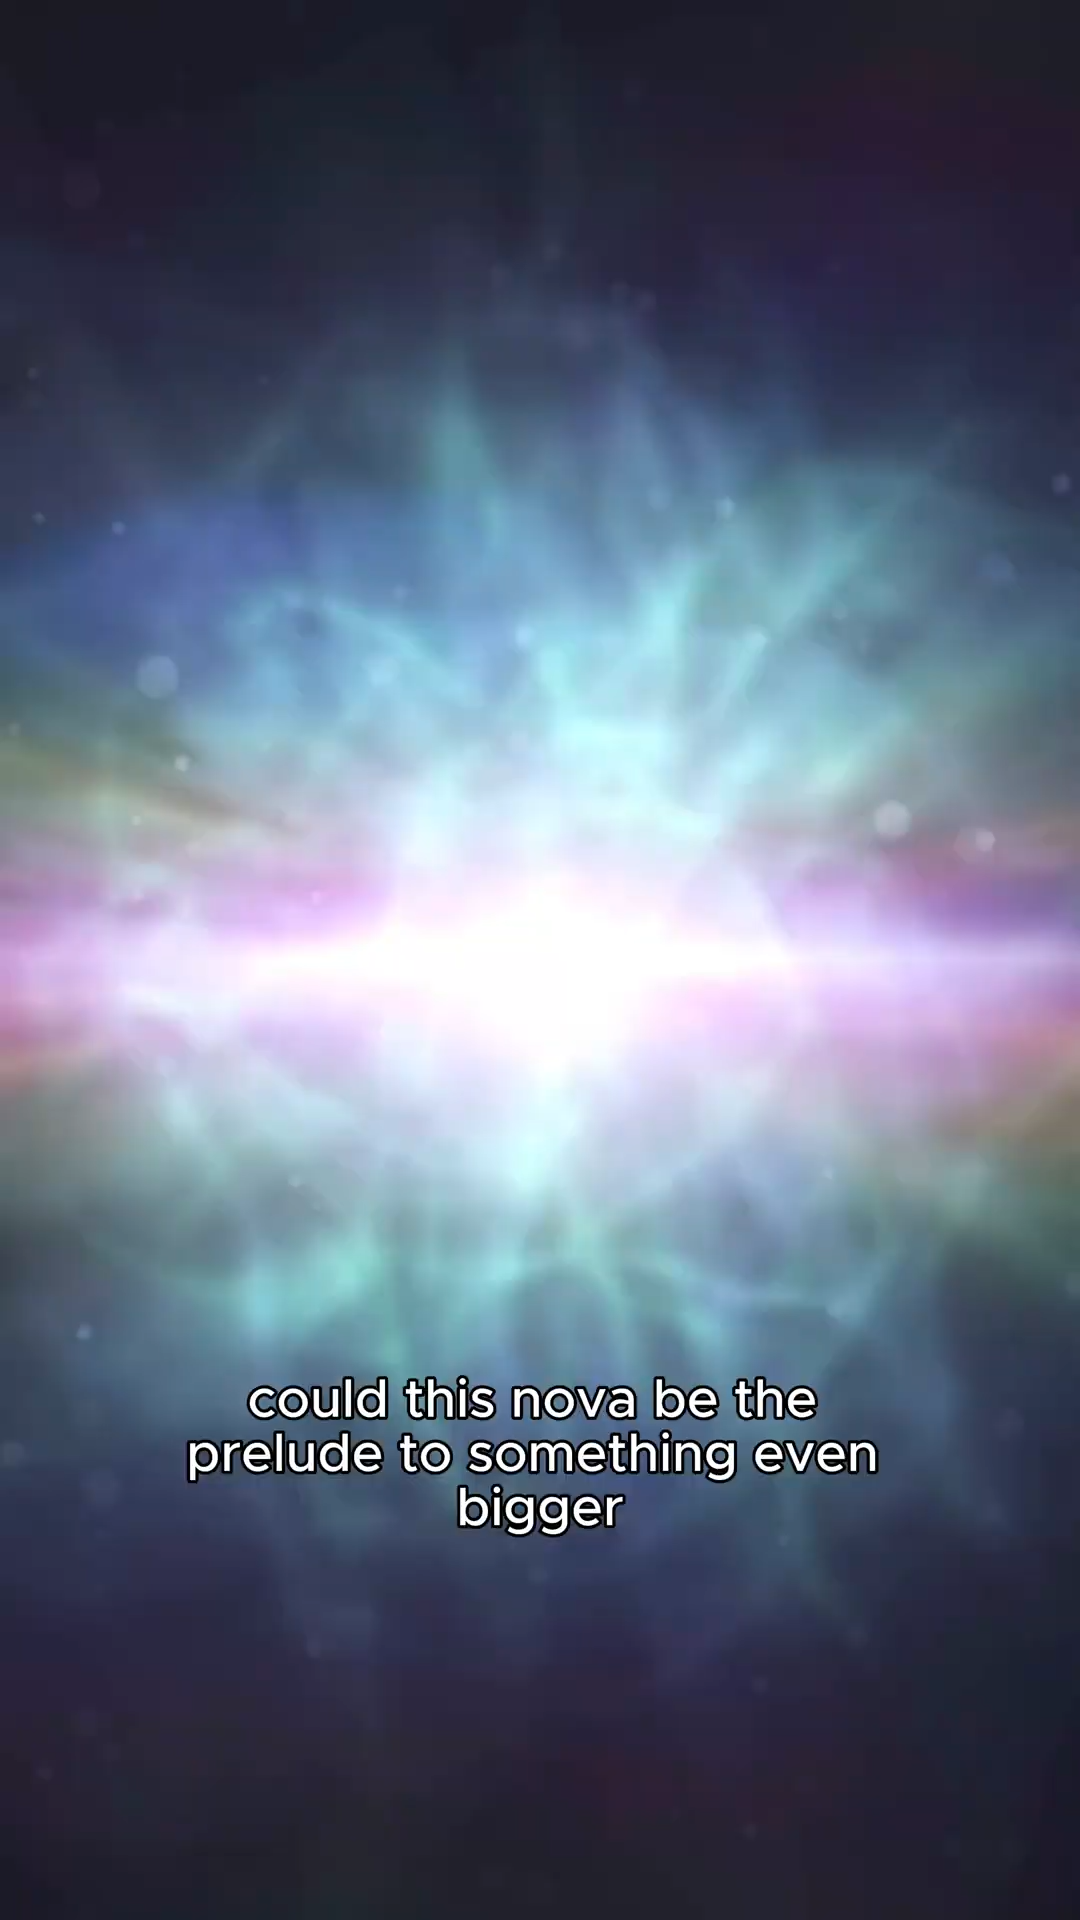 could this nova be the
prelude to something even
bigger